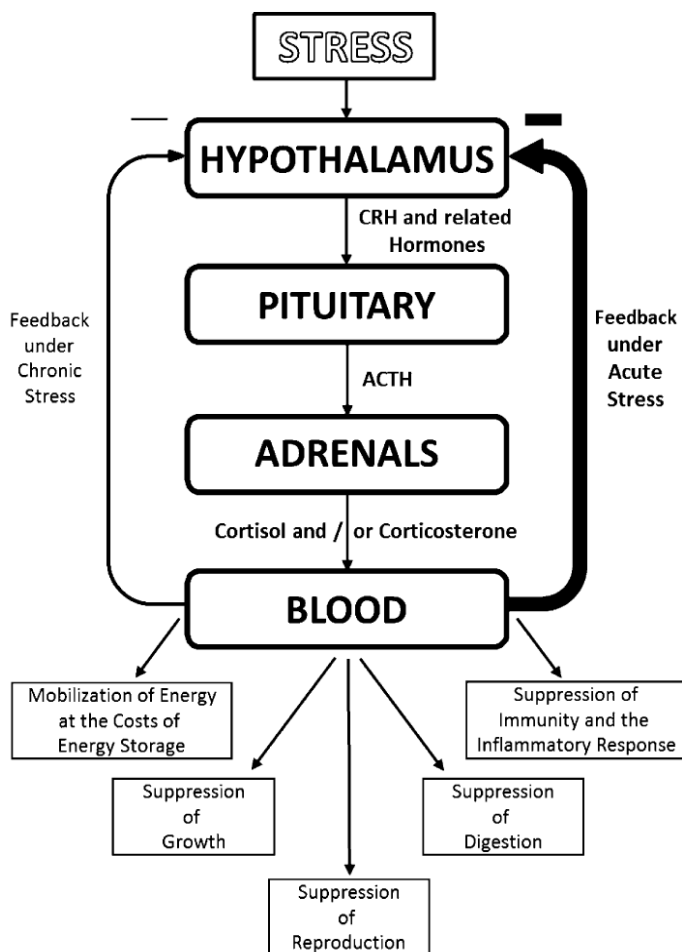 STRESS
HYPOTHALAMUS
CRH and related
Hormones
PITUITARY
Feedback
under
Chronic
Stress
Feedback
under
Acute
Stress
ACTH
ADRENALS
Cortisol and / or Corticosterone
BLOOD
Mobilization of Energy
at the Costs of
Energy Storage
Suppression of
Immunity and the
Inflammatory Response
Suppression
of
Growth
Suppression
of
Digestion
Suppression
of
Reproduction